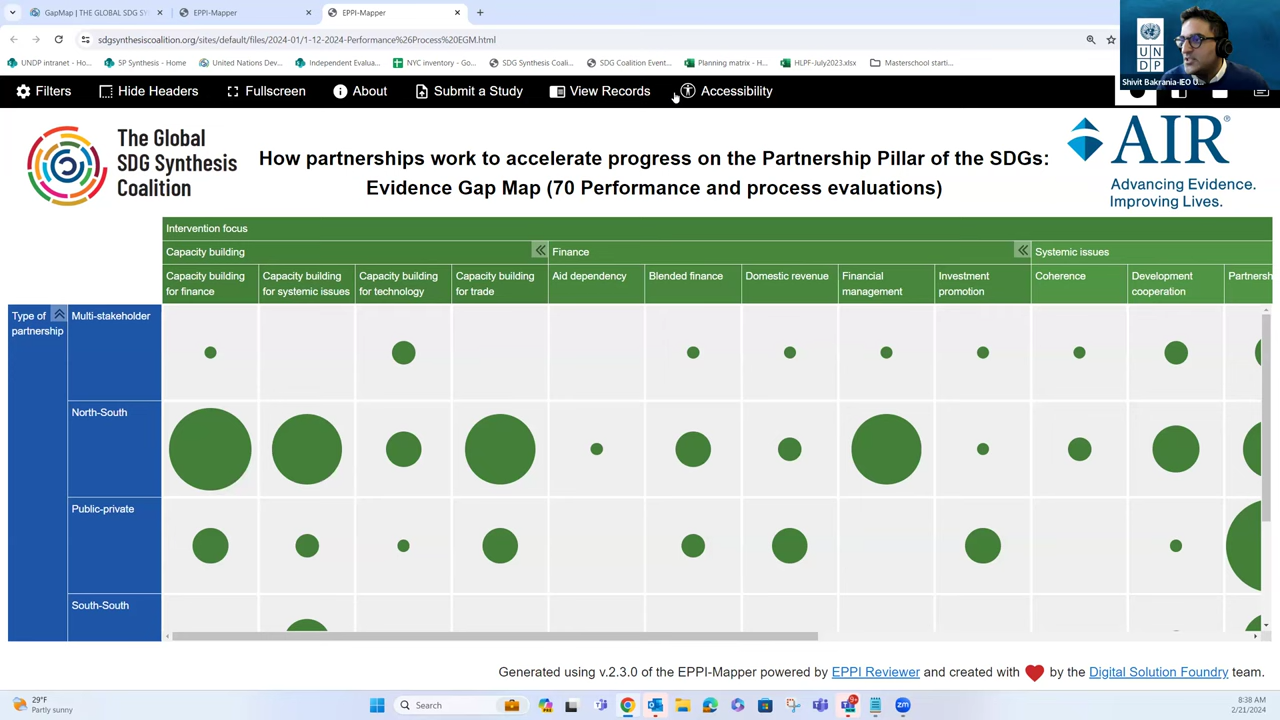 GapMap | THE GLOBAL SDG SY
EPPI-Mapper
EPPI-Mapper
sdgsynthesiscoalition.org/sites/default/files/2024-01/1-12-2024-Performance%26Process%20EGM.html
UNDP intranet - Ho...
SP Synthesis - Home
United Nations Dev...
Independent Evalua...
NYC inventory - Go...
SDG Synthesis Coali...
SDG Coalition Event...
Planning matrix - H...
HLPF-July2023.xlsx
Masterschool starti...
U N
D P
Shivit Bakrania-IEO U...
Filters
Hide Headers
Fullscreen
About
Submit a Study
View Records
Accessibility
The Global
SDG Synthesis
Coalition
How partnerships work to accelerate progress on the Partnership Pillar of the SDGs:
Evidence Gap Map (70 Performance and process evaluations)
AIR®
Advancing Evidence.
Improving Lives.
Intervention focus
Capacity building
Finance
Systemic issues
Capacity building
for finance
Capacity building
for systemic issues
Capacity building
for technology
Capacity building
for trade
Aid dependency
Blended finance
Domestic revenue
Financial
management
Investment
promotion
Coherence
Development
cooperation
Partnersh
Type of
partnership
Multi-stakeholder
North-South
Public-private
South-South
Generated using v.2.3.0 of the EPPI-Mapper powered by EPPI Reviewer and created with ❤ by the Digital Solution Foundry team.
29°F
Partly sunny
Search
8:38 AM
2/21/2024